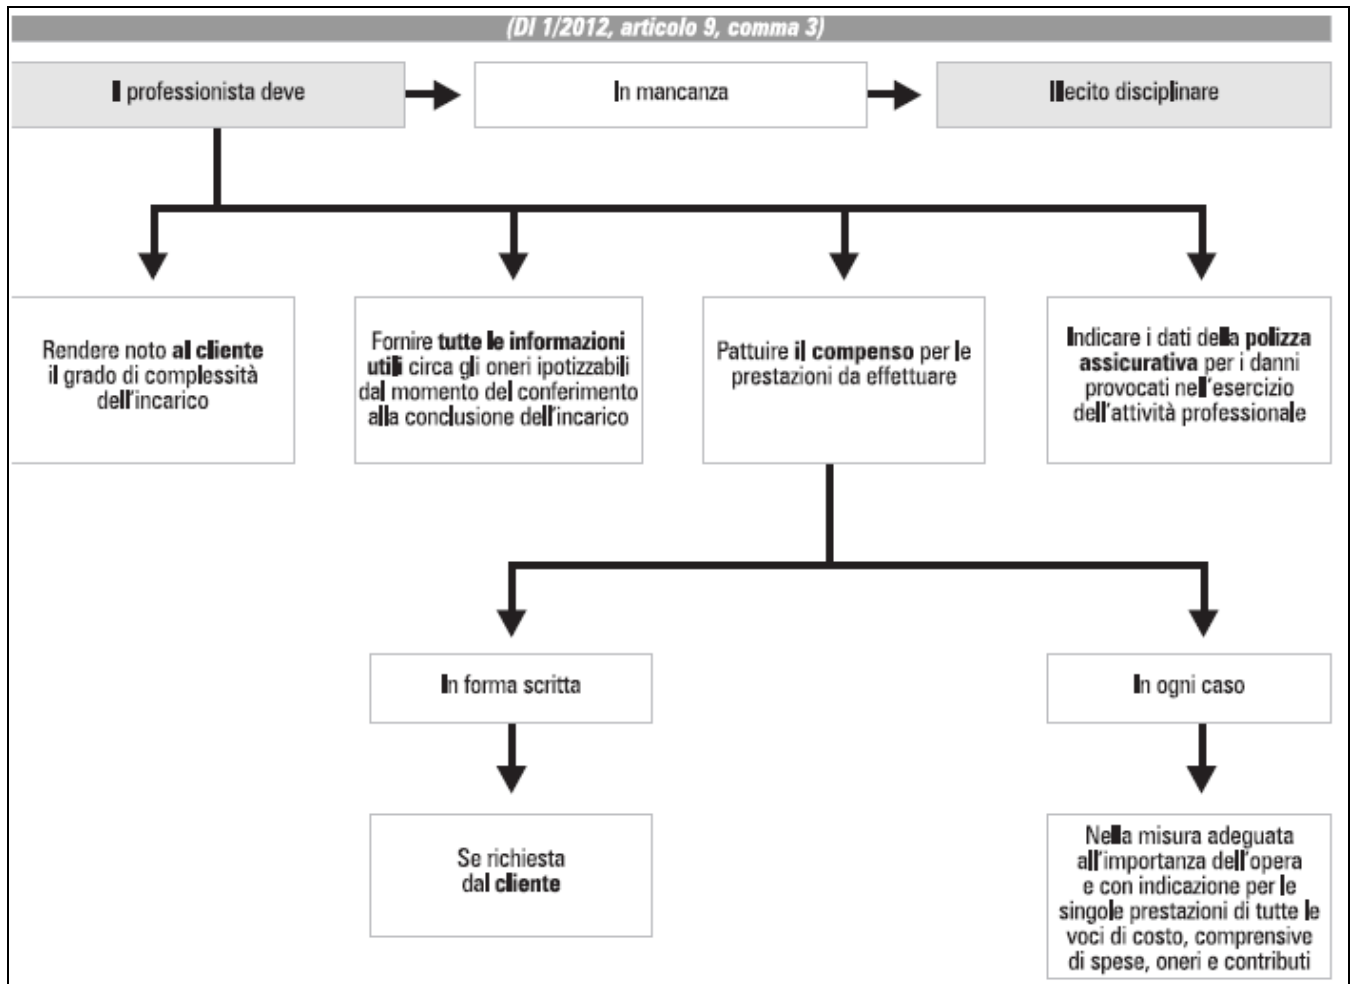 (Dl 1/2012, articolo 9, comma 3)
Il professionista deve
In mancanza
Illecito disciplinare
Rendere noto al cliente
il grado di complessità
dell'incarico
Fornire tutte le informazioni
utili circa gli oneri ipotizzabili
dal momento del conferimento
alla conclusione dell'incarico
Pattuire il compenso per le
prestazioni da effettuare
Indicare i dati della polizza
assicurativa per i danni
provocati nell'esercizio
dell'attività professionale
In forma scritta
In ogni caso
Se richiesta
dal cliente
Nella misura adeguata
all'importanza dell'opera
e con indicazione per le
singole prestazioni di tutte le
voci di costo, comprensive
di spese, oneri e contributi